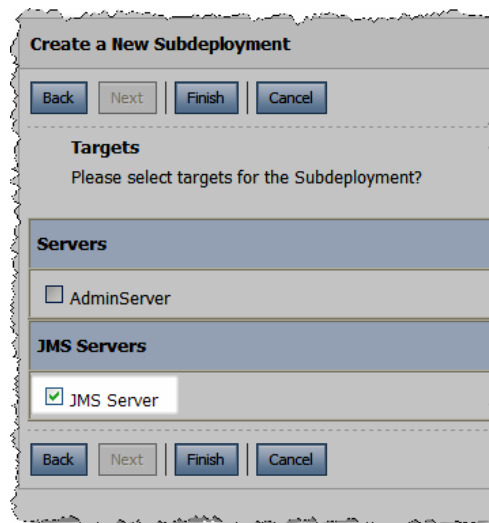 Create a New Subdeployment
Back Next Finish Cancel
Targets
Please select targets for the Subdeployment?
Servers
AdminServer
JMS Servers
JMS Server
Back Next Finish Cancel